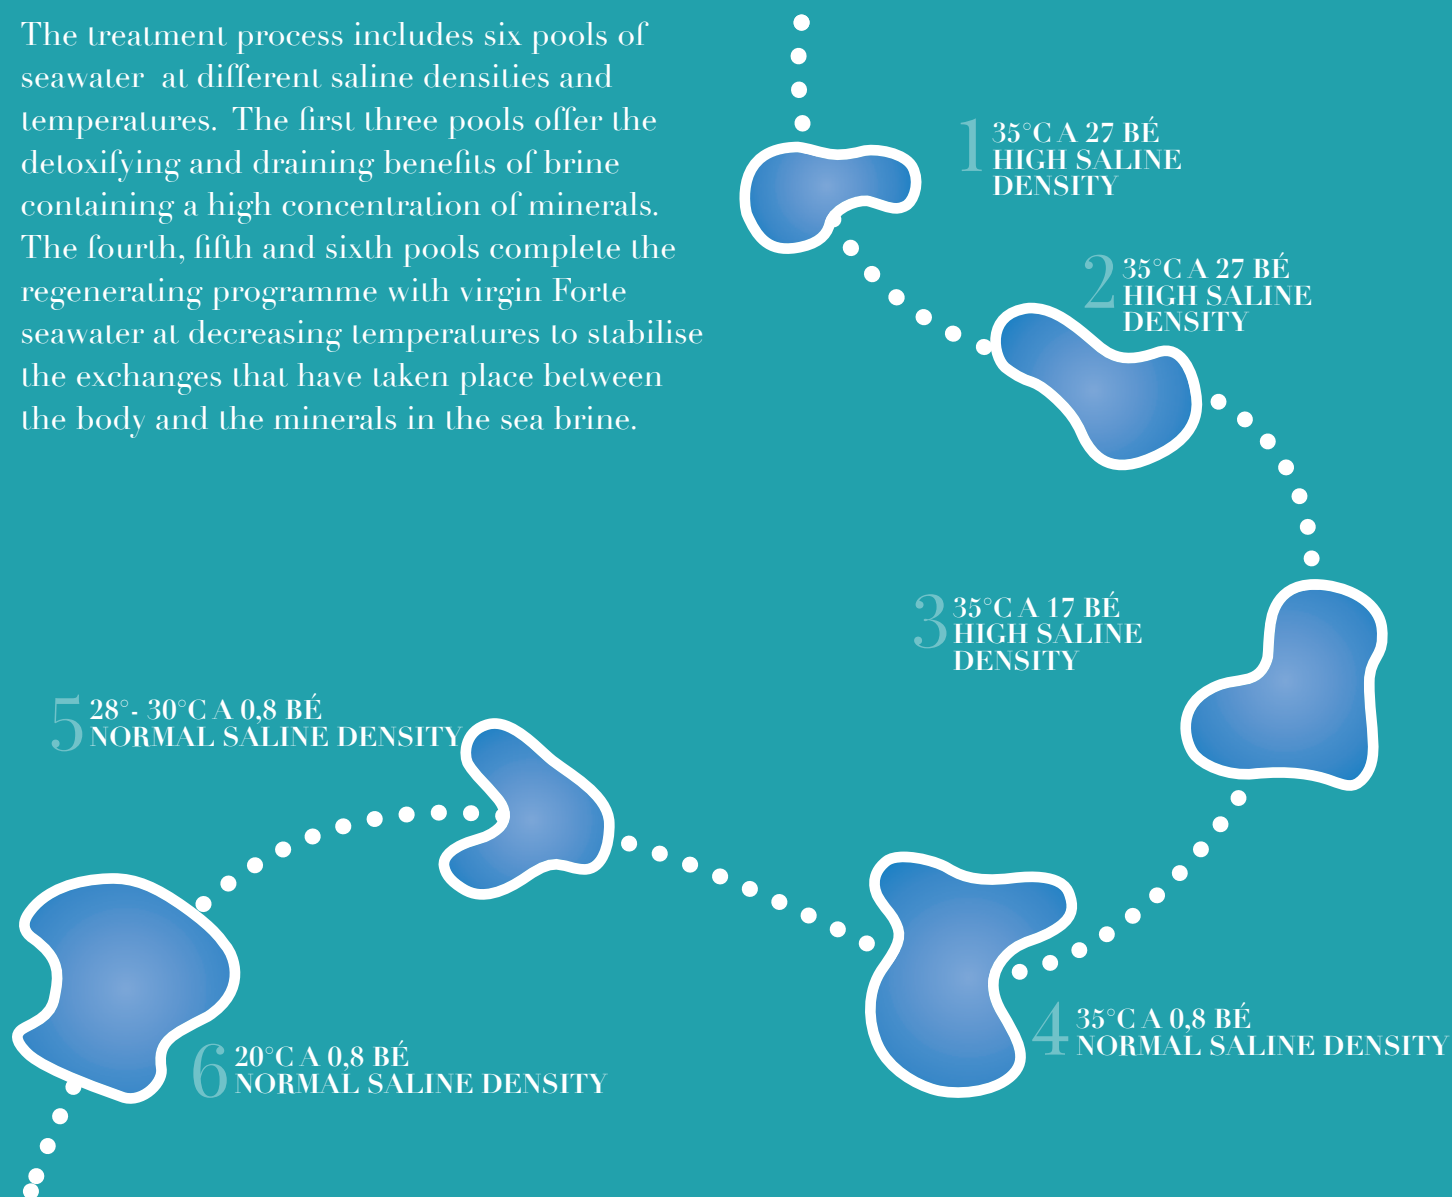 The treatment process includes six pools of
seawater at different saline densities and
temperatures. The first three pools offer the
detoxifying and draining benefits of brine
containing a high concentration of minerals.
The fourth, fifth and sixth pools complete the
regenerating programme with virgin Forte
seawater at decreasing temperatures to stabilise
the exchanges that have taken place between
the body and the minerals in the sea brine.
1 35°C A 27 BÉ
HIGH SALINE
DENSITY
2 35°C A 27 BÉ
HIGH SALINE
DENSITY
3 35°C A 17 BÉ
HIGH SALINE
DENSITY
4 35°C A 0,8 BÉ
NORMAL SALINE DENSITY
5 28°- 30°C A 0,8 BÉ
NORMAL SALINE DENSITY
6 20°C A 0,8 BÉ
NORMAL SALINE DENSITY